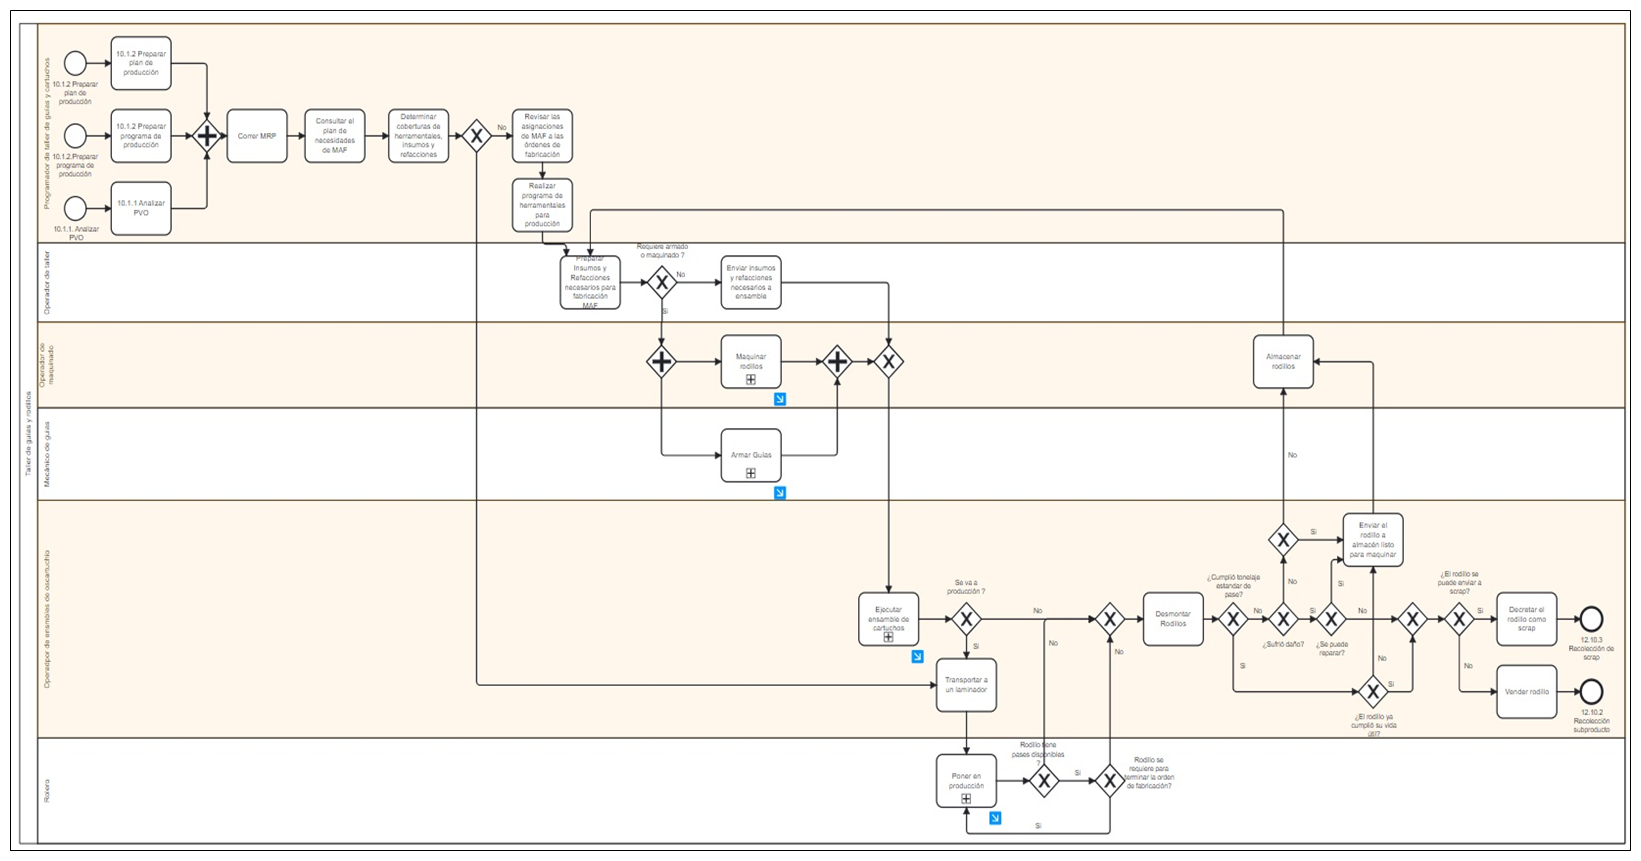 Taller de guías y rodillos
Programador de taller de guías y cartuchos
10.1.2 Preparar
plan de
producción
10.1.2 Preparar
plan de
producción
10.1.2.Preparar
programa de
producción
10.1.2 Preparar
programa de
producción
10.1.1. Analizar
PVO
10.1.1 Analizar
PVO
Correr MRP
Consultar el
plan de
necesidades
de MAF
Determinar
coberturas de
herramentales,
insumos y
refacciones
No
Revisar las
asignaciones
de MAF a las
órdenes de
fabricación
Realizar
programa de
herramentales
para
producción
Operador de taller
Preparar
Insumos y
Refacciones
necesarios para
fabricación
MAF
Requiere armado
o maquinado ?
No
Si
Enviar insumos
y refacciones
necesarios a
ensamble
Operador de
maquinado
Maquinar
rodillos
Almacenar
rodillos
Mecánico de guías
Armar Guías
No
Operador de ensambles de cartucho
Ejecutar
ensamble de
cartuchos
Se va a
producción ?
No
Si
Transportar a
un laminador
No
No
Desmontar
Rodillos
¿Cumplió tonelaje
estandar de
pase?
No
Si
¿Sufrió daño?
No
Si
Si
Enviar el
rodillo a
almacén listo
para maquinar
¿Se puede
reparar?
Si
No
No
Si
¿El rodillo ya
cumplió su vida
útil?
¿El rodillo se
puede enviar a
scrap?
Si
No
Decretar el
rodillo como
scrap
12.10.3
Recolección de
scrap
Vender rodillo
12.10.2
Recolección
subproducto
Rolero
Poner en
producción
Rodillo tiene
pases disponibles
?
Si
Rodillo se
requiere para
terminar la orden
de fabricación?
Si